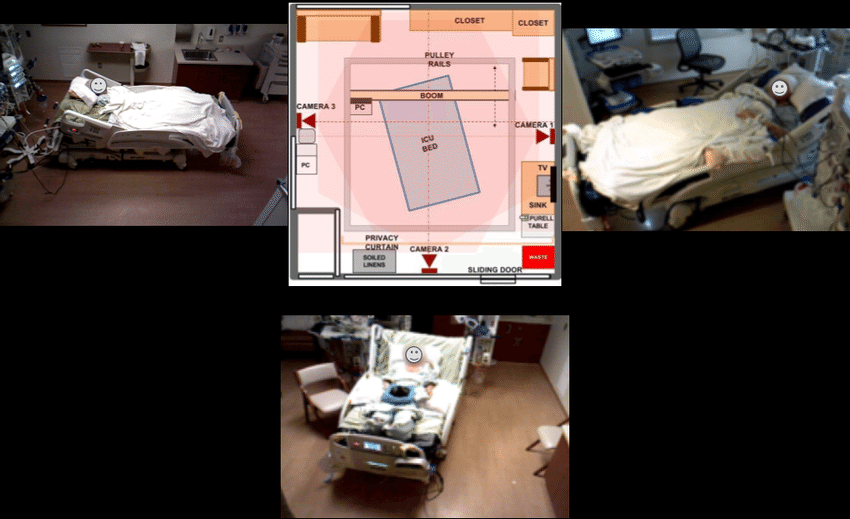 CLOSET
CLOSET
PULLEY
RAILS
BOOM
PC
CAMERA 3
CAMERA 1
ICU
BED
PC
TV
SINK
PURELL
TABLE
PRIVACY
CURTAIN
CAMERA 2
SOILED
LINENS
WASTE
SLIDING DOOR